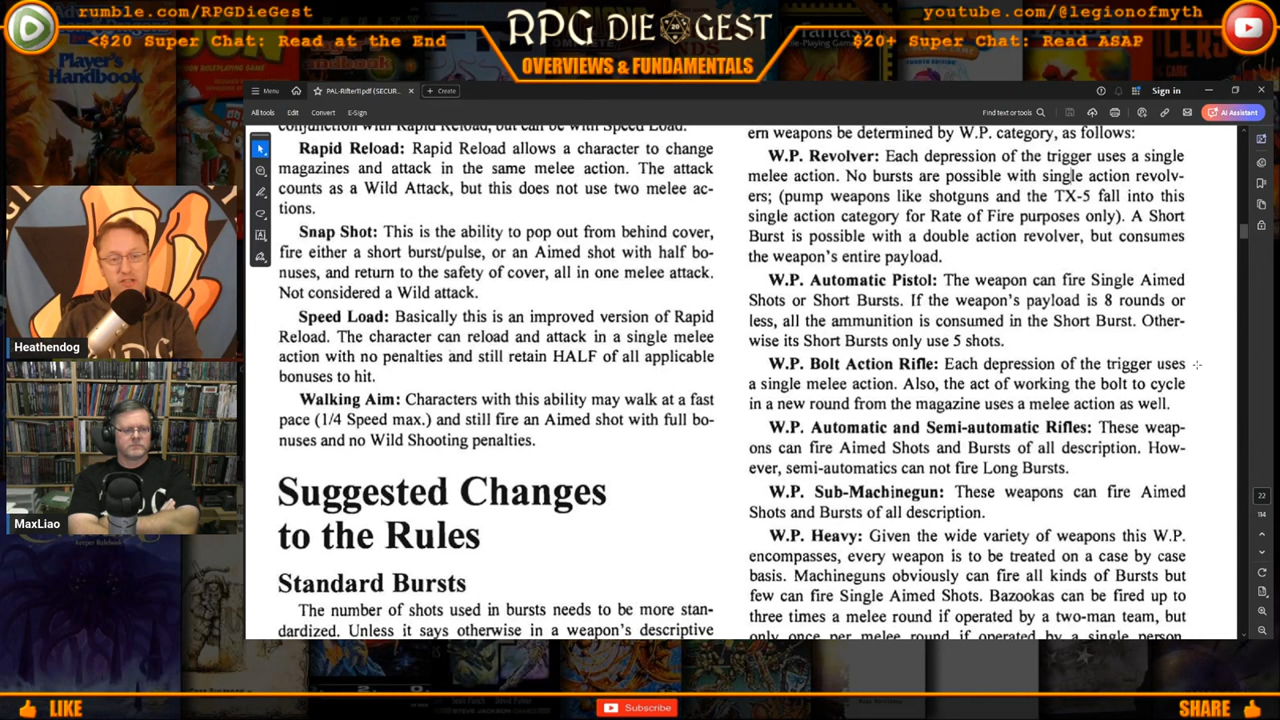 rumble.com/RPGDieGest
<$20 Super Chat: Read at the End
RPG DIE GEST
OVERVIEWS & FUNDAMENTALS
youtube.com/@legionofmyth
$20+ Super Chat: Read ASAP
Player's
Handbook
Menu
PAL-Rifter11.pdf (SECUR...
Create
Sign in
All tools
Edit
Convert
E-Sign
Find text or tools
AI Assistant
conjunction with Rapid Reload, but can be with Speed Load.
Rapid Reload: Rapid Reload allows a character to change
magazines and attack in the same melee action. The attack
counts as a Wild Attack, but this does not use two melee ac-
tions.
Snap Shot: This is the ability to pop out from behind cover,
fire either a short burst/pulse, or an Aimed shot with half bo-
nuses, and return to the safety of cover, all in one melee attack.
Not considered a Wild attack.
Speed Load: Basically this is an improved version of Rapid
Reload. The character can reload and attack in a single melee
action with no penalties and still retain HALF of all applicable
bonuses to hit.
Walking Aim: Characters with this ability may walk at a fast
pace (1/4 Speed max.) and still fire an Aimed shot with full bo-
nuses and no Wild Shooting penalties.
Suggested Changes
to the Rules
Standard Bursts
The number of shots used in bursts needs to be more stan-
dardized. Unless it says otherwise in a weapon's descriptive
ern weapons be determined by W.P. category, as follows:
W.P. Revolver: Each depression of the trigger uses a single
melee action. No bursts are possible with single action revolv-
ers; (pump weapons like shotguns and the TX-5 fall into this
single action category for Rate of Fire purposes only). A Short
Burst is possible with a double action revolver, but consumes
the weapon's entire payload.
W.P. Automatic Pistol: The weapon can fire Single Aimed
Shots or Short Bursts. If the weapon's payload is 8 rounds or
less, all the ammunition is consumed in the Short Burst. Other-
wise its Short Bursts only use 5 shots.
W.P. Bolt Action Rifle: Each depression of the trigger uses
a single melee action. Also, the act of working the bolt to cycle
in a new round from the magazine uses a melee action as well.
W.P. Automatic and Semi-automatic Rifles: These weap-
ons can fire Aimed Shots and Bursts of all description. How-
ever, semi-automatics can not fire Long Bursts.
W.P. Sub-Machinegun: These weapons can fire Aimed
Shots and Bursts of all description.
W.P. Heavy: Given the wide variety of weapons this W.P.
encompasses, every weapon is to be treated on a case by case
basis. Machineguns obviously can fire all kinds of Bursts but
few can fire Single Aimed Shots. Bazookas can be fired up to
three times a melee round if operated by a two-man team, but
only once per melee round if operated by a single person.
22
114
Heathendog
MaxLiao
LIKE
Subscribe
SHARE